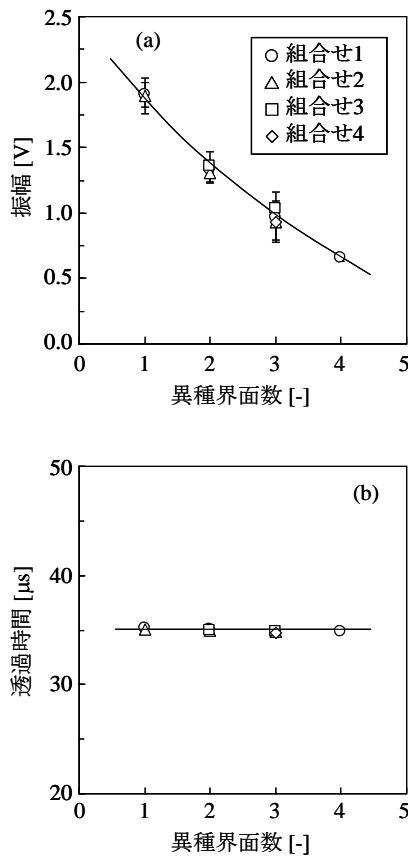 2.5
(a)
組合せ1
組合せ2
組合せ3
組合せ4
2.0
1.5
1.0
0.5
0.0
振幅 [V]
0 1 2 3 4 5
異種界面数 [-]
50
(b)
40
30
20
透過時間 [μs]
0 1 2 3 4 5
異種界面数 [-]